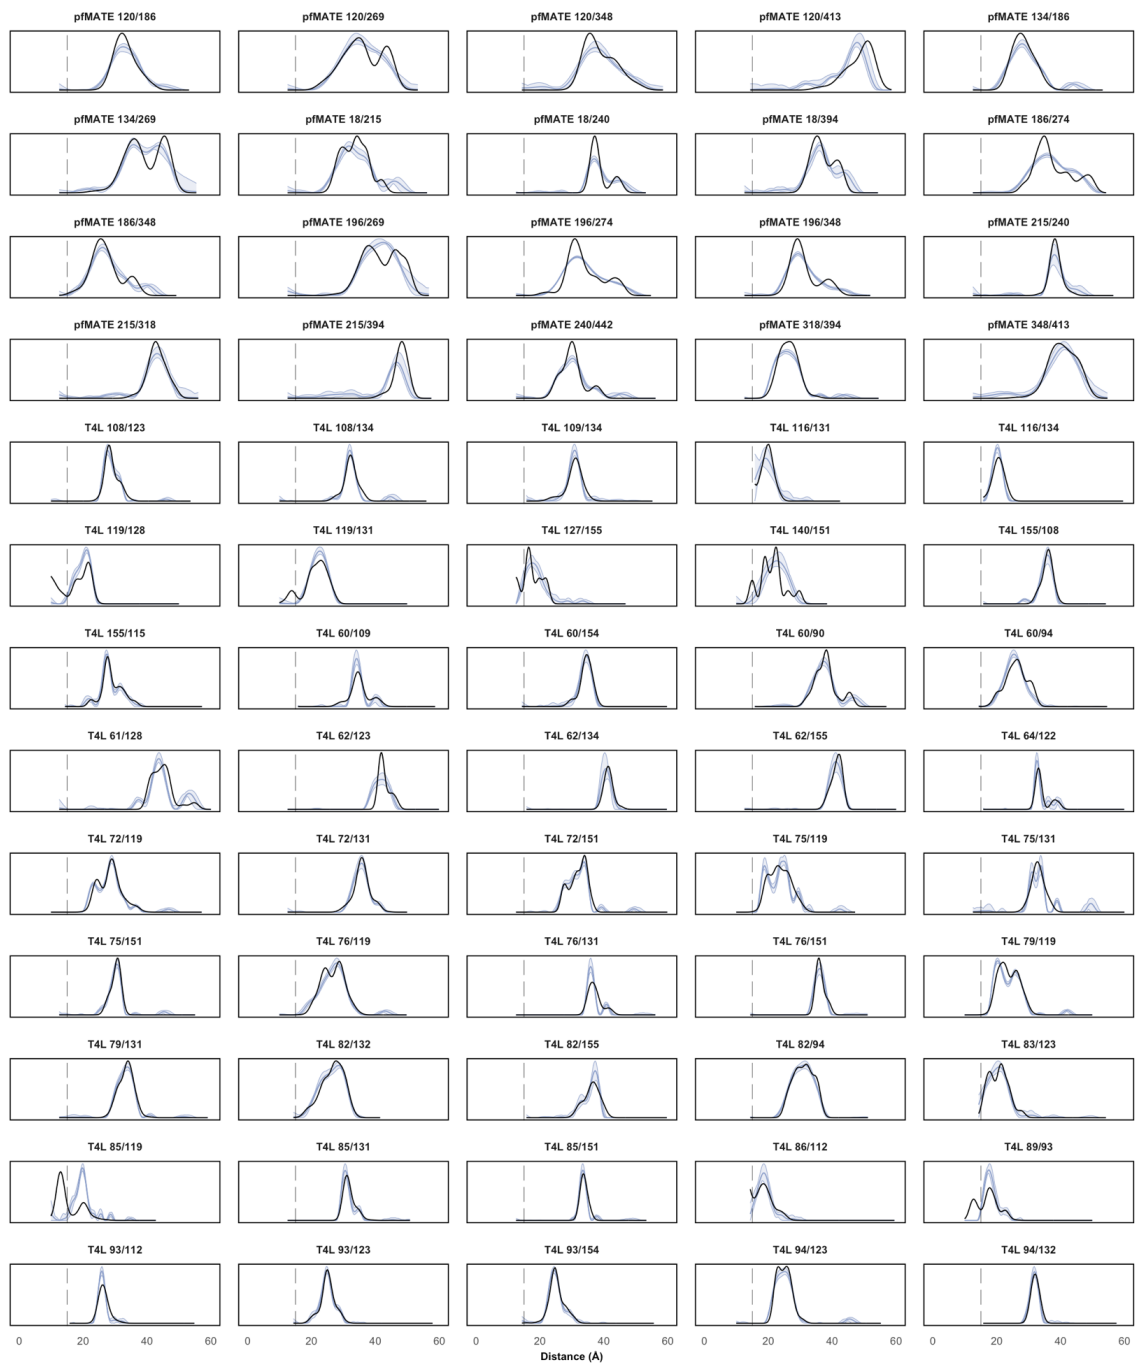 pfMATE 120/186 pfMATE 120/269 pfMATE 120/348 pfMATE 120/413 pfMATE 134/186
pfMATE 134/269 pfMATE 18/215 pfMATE 18/240 pfMATE 18/394 pfMATE 186/274
pfMATE 186/348 pfMATE 196/269 pfMATE 196/274 pfMATE 196/348 pfMATE 215/240
pfMATE 215/318 pfMATE 215/394 pfMATE 240/442 pfMATE 318/394 pfMATE 348/413
T4L 108/123 T4L 108/134 T4L 109/134 T4L 116/131 T4L 116/134
T4L 119/128 T4L 119/131 T4L 127/155 T4L 140/151 T4L 155/108
T4L 155/115 T4L 60/109 T4L 60/154 T4L 60/90 T4L 60/94
T4L 61/128 T4L 62/123 T4L 62/134 T4L 62/155 T4L 64/122
T4L 72/119 T4L 72/131 T4L 72/151 T4L 75/119 T4L 75/131
T4L 75/151 T4L 76/119 T4L 76/131 T4L 76/151 T4L 79/119
T4L 79/131 T4L 82/132 T4L 82/155 T4L 82/94 T4L 83/123
T4L 85/119 T4L 85/131 T4L 85/151 T4L 86/112 T4L 89/93
T4L 93/112 T4L 93/123 T4L 93/154 T4L 94/123 T4L 94/132
0 20 40 60 0 20 40 60 0 20 40 60 0 20 40 60 0 20 40 60
Distance (Å)